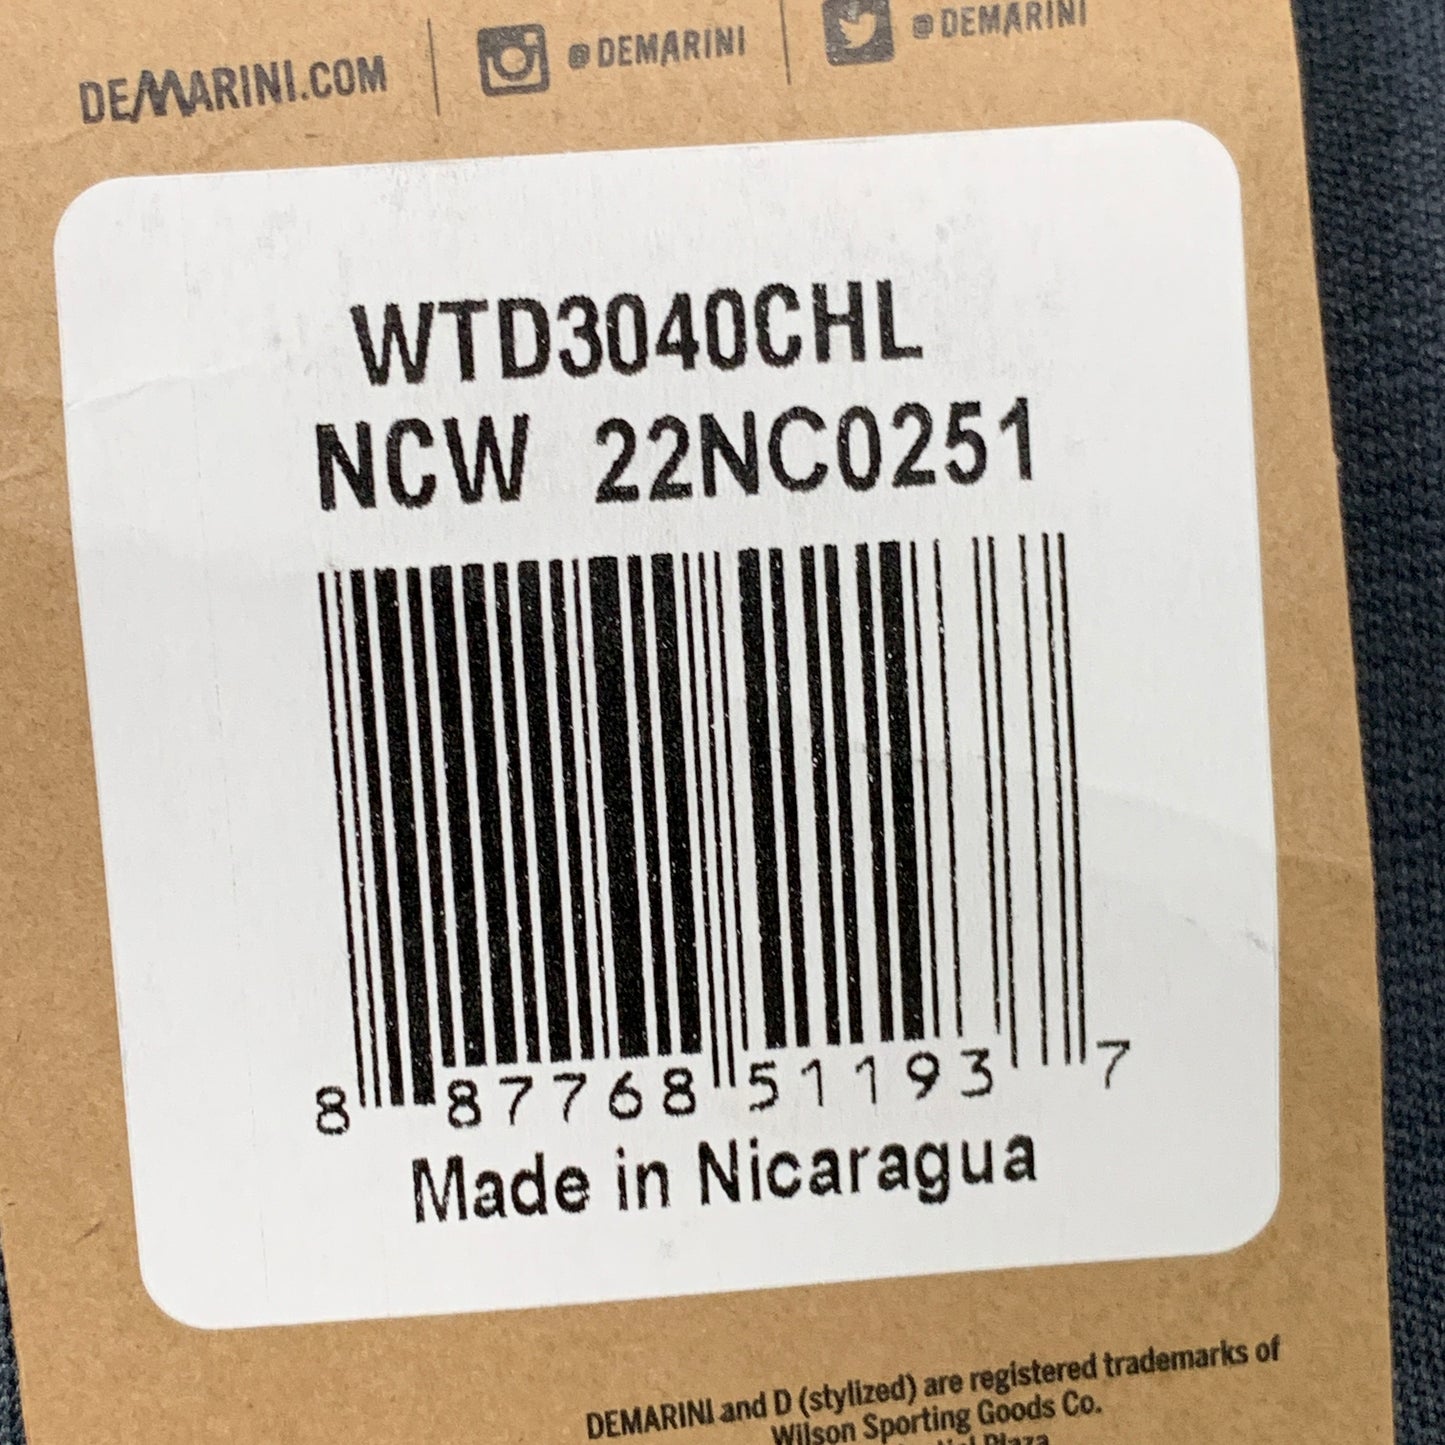 DEMARINI.COM @DEMARINI @DEMARINI
WTD3040CHL
NCW 22NC0251
8 87768 51193 7
Made in Nicaragua
DEMARINI and D (stylized) are registered trademarks of
Wilson Sporting Goods Co.
Plaza